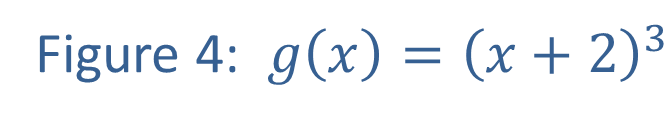 Figure 4: g(x) = (x + 2)³